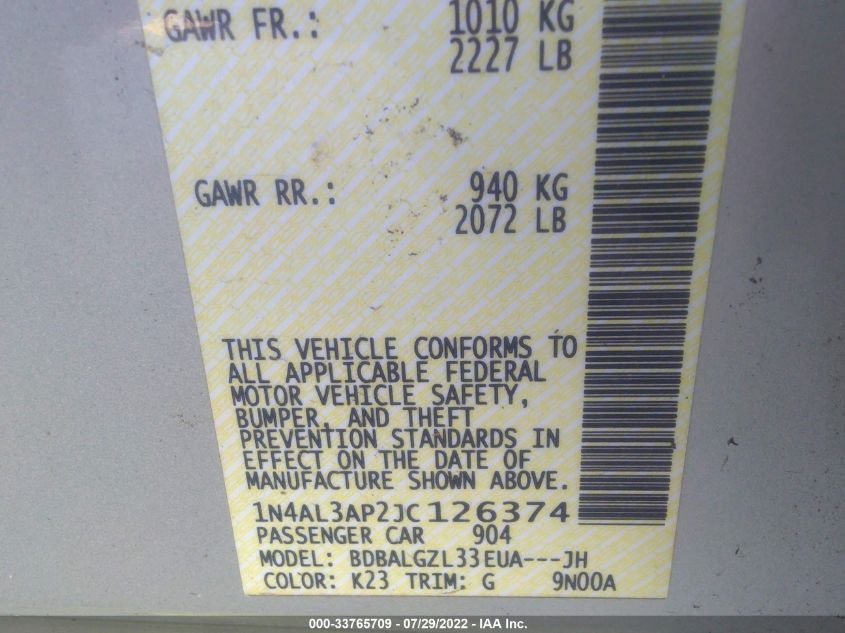 GAWR FR.: 1010 KG
2227 LB
GAWR RR.: 940 KG
2072 LB
THIS VEHICLE CONFORMS TO
ALL APPLICABLE FEDERAL
MOTOR VEHICLE SAFETY,
BUMPER, AND THEFT
PREVENTION STANDARDS IN
EFFECT ON THE DATE OF
MANUFACTURE SHOWN ABOVE.
1N4AL3AP2JC126374
PASSENGER CAR 904
MODEL: BDBALGZL33EUA---JH
COLOR: K23 TRIM: G 9N00A
000-33765709 / 07/29/2022 - IAA Inc.